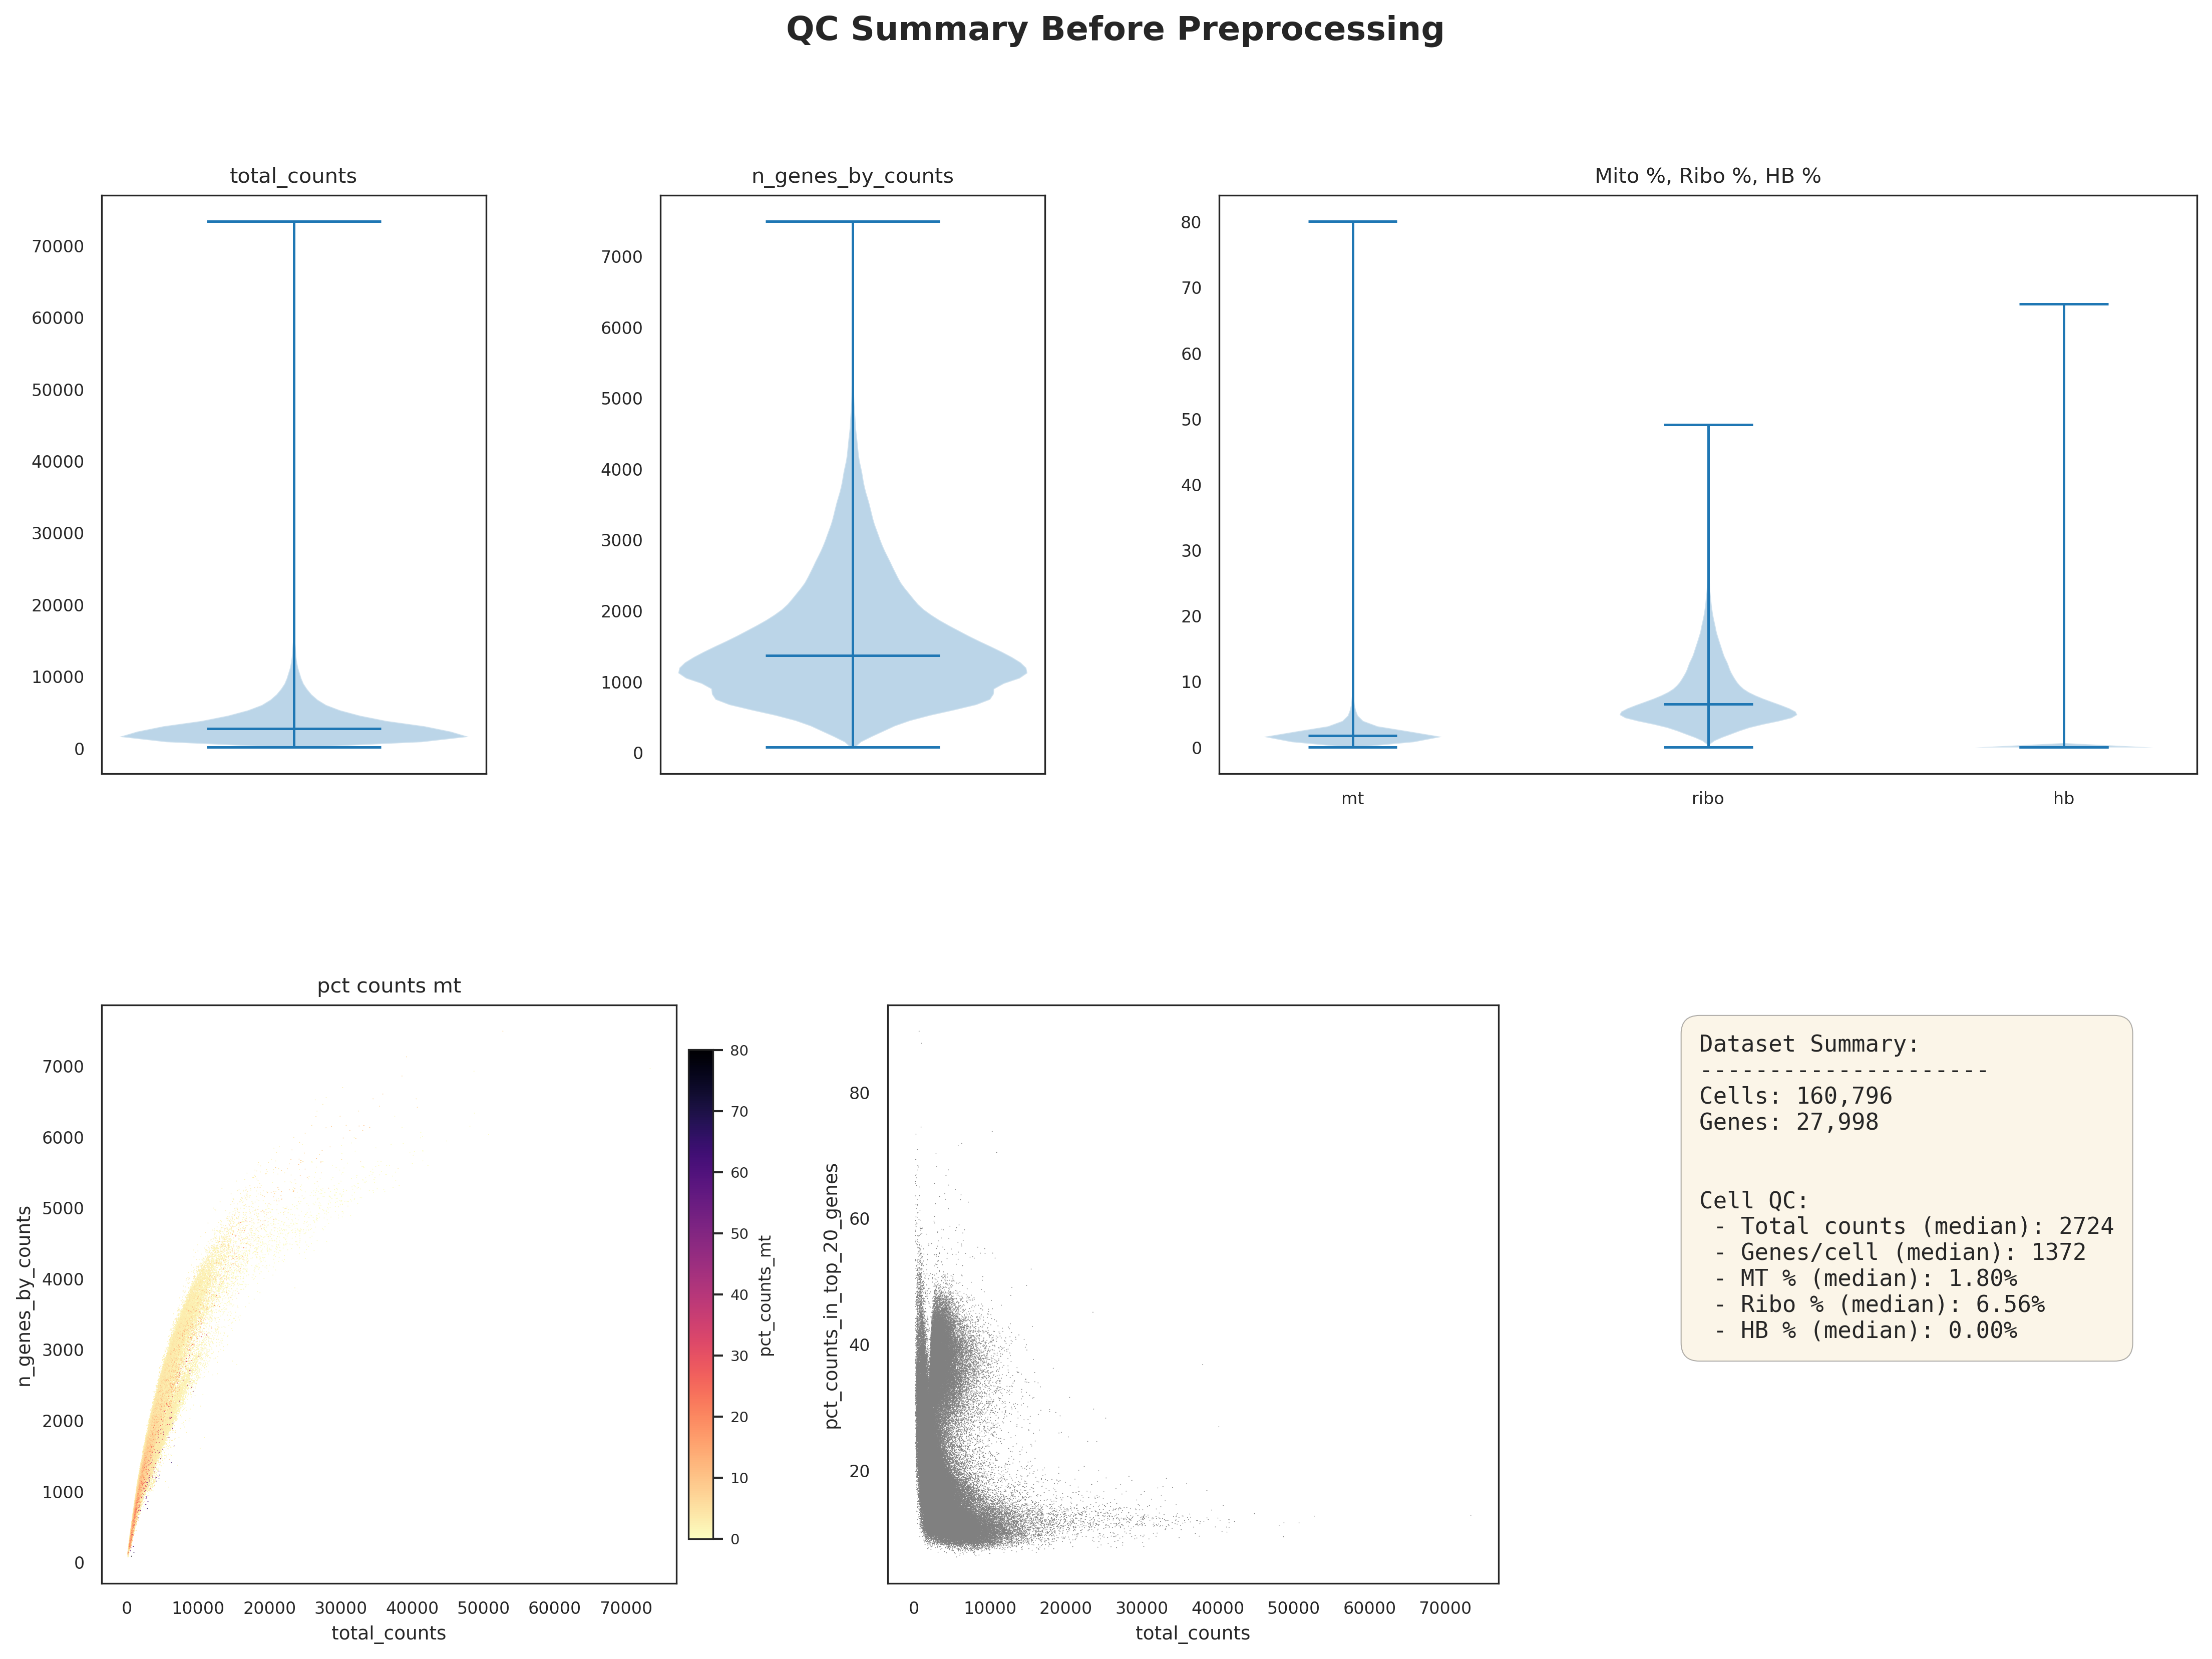 QC Summary Before Preprocessing
total_counts
70000
60000
50000
40000
30000
20000
10000
0
n_genes_by_counts
7000
6000
5000
4000
3000
2000
1000
0
Mito %, Ribo %, HB %
80
70
60
50
40
30
20
10
0
mt
ribo
hb
pct counts mt
n_genes_by_counts
7000
6000
5000
4000
3000
2000
1000
0
0 10000 20000 30000 40000 50000 60000 70000
total_counts
80
70
60
50
40
30
20
10
0
pct_counts_mt
pct_counts_in_top_20_genes
80
60
40
20
0 10000 20000 30000 40000 50000 60000 70000
total_counts
Dataset Summary:
---------------------
Cells: 160,796
Genes: 27,998
Cell QC:
- Total counts (median): 2724
- Genes/cell (median): 1372
- MT % (median): 1.80%
- Ribo % (median): 6.56%
- HB % (median): 0.00%